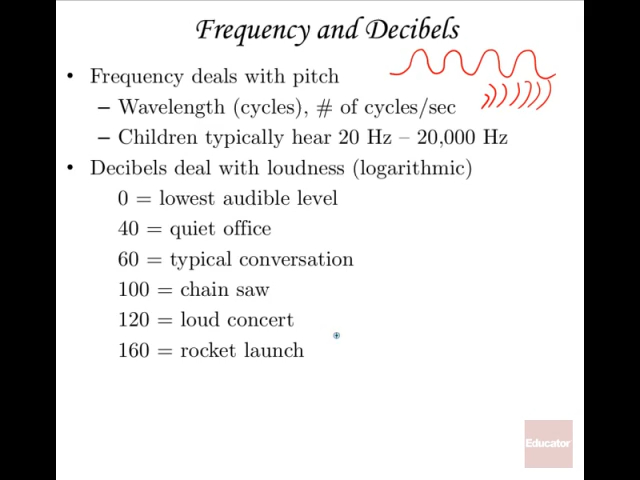 Frequency and Decibels
• Frequency deals with pitch
– Wavelength (cycles), # of cycles/sec
– Children typically hear 20 Hz – 20,000 Hz
• Decibels deal with loudness (logarithmic)
0 = lowest audible level
40 = quiet office
60 = typical conversation
100 = chain saw
120 = loud concert
160 = rocket launch
Educator